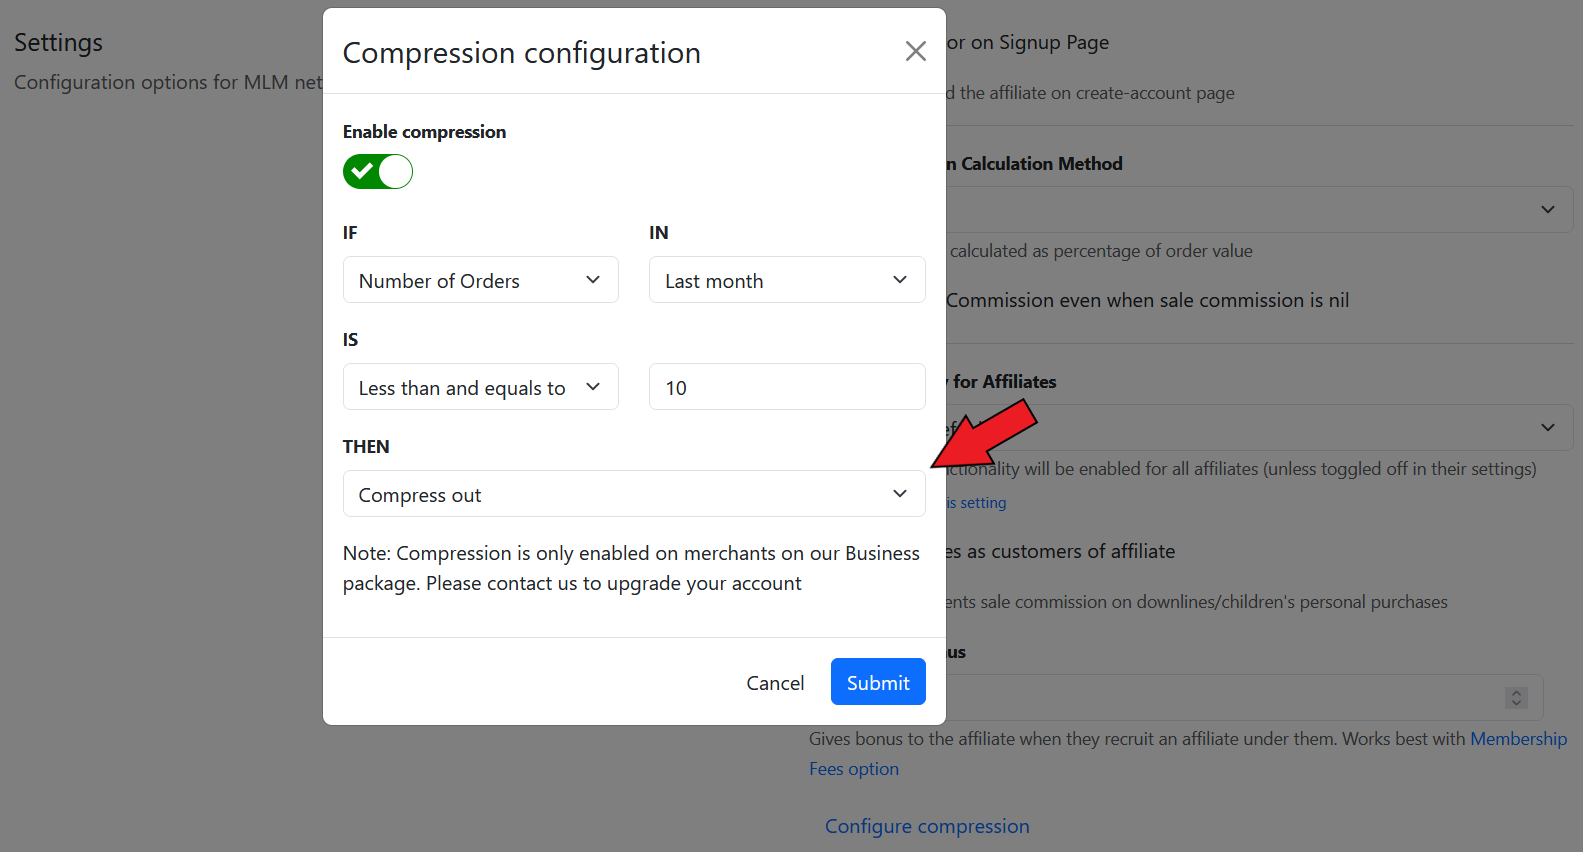 Settings
Configuration options for MLM net
Compression configuration
Enable compression
IF
IN
Number of Orders
Last month
IS
Less than and equals to
10
THEN
Compress out
Note: Compression is only enabled on merchants on our Business
package. Please contact us to upgrade your account
Cancel
Submit
or on Signup Page
d the affiliate on create-account page
n Calculation Method
calculated as percentage of order value
Commission even when sale commission is nil
y for Affiliates
nctionality will be enabled for all affiliates (unless toggled off in their settings)
is setting
es as customers of affiliate
ents sale commission on downlines/children's personal purchases
us
Gives bonus to the affiliate when they recruit an affiliate under them. Works best with Membership
Fees option
Configure compression